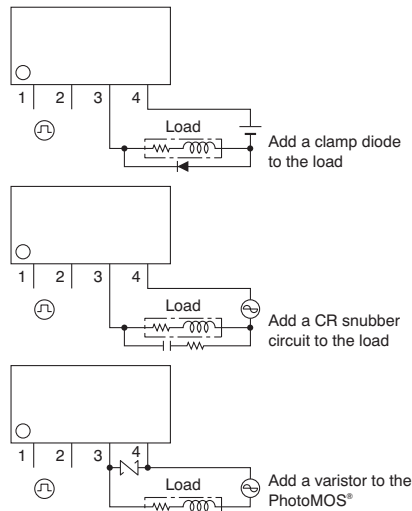 1 2 3 4
Load
Add a clamp diode
to the load
1 2 3 4
Load
Add a CR snubber
circuit to the load
1 2 3 4
Load
Add a varistor to the
PhotoMOS®